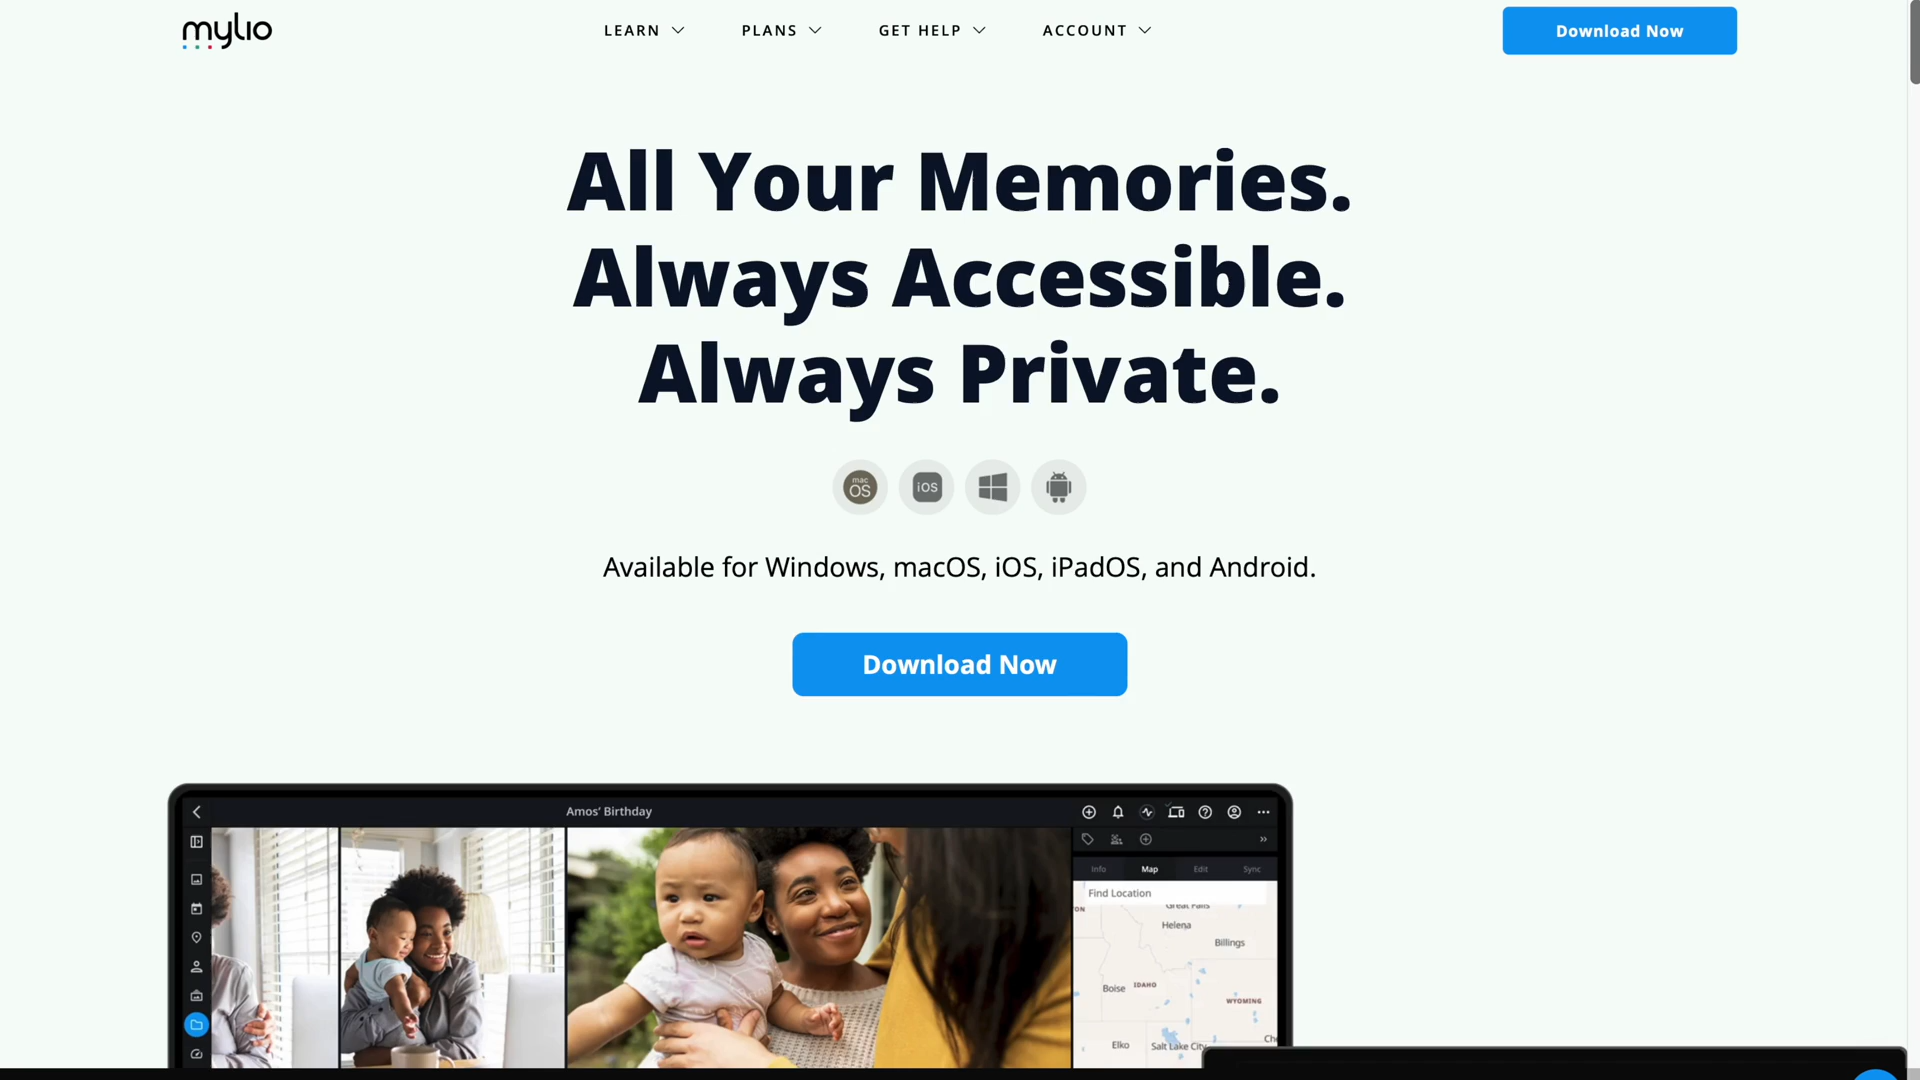 mylio
LEARN
PLANS
GET HELP
ACCOUNT
Download Now
All Your Memories.
Always Accessible.
Always Private.
mac
OS
iOS
Available for Windows, macOS, iOS, iPadOS, and Android.
Download Now
Amos’ Birthday
Info
Map
Edit
Sync
Find Location
Great Falls
Helena
Billings
Boise
IDAHO
WYOMING
Elko
Salt Lake City